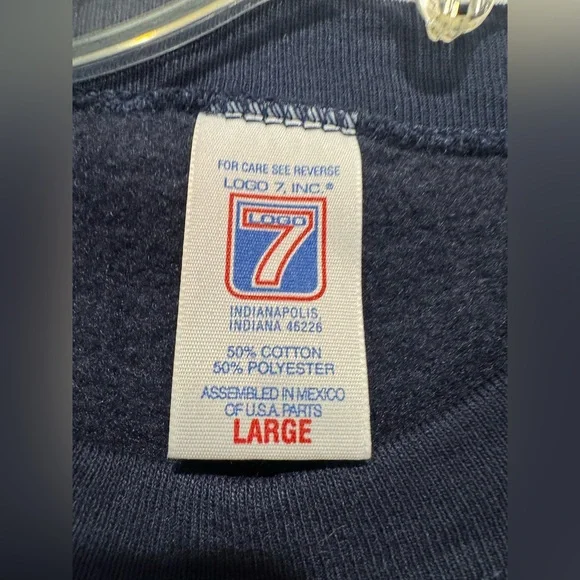 FOR CARE SEE REVERSE
LOGO 7, INC.®
LOGO
7
INDIANAPOLIS,
INDIANA 46226
50% COTTON
50% POLYESTER
ASSEMBLED IN MEXICO
OF U.S.A. PARTS
LARGE